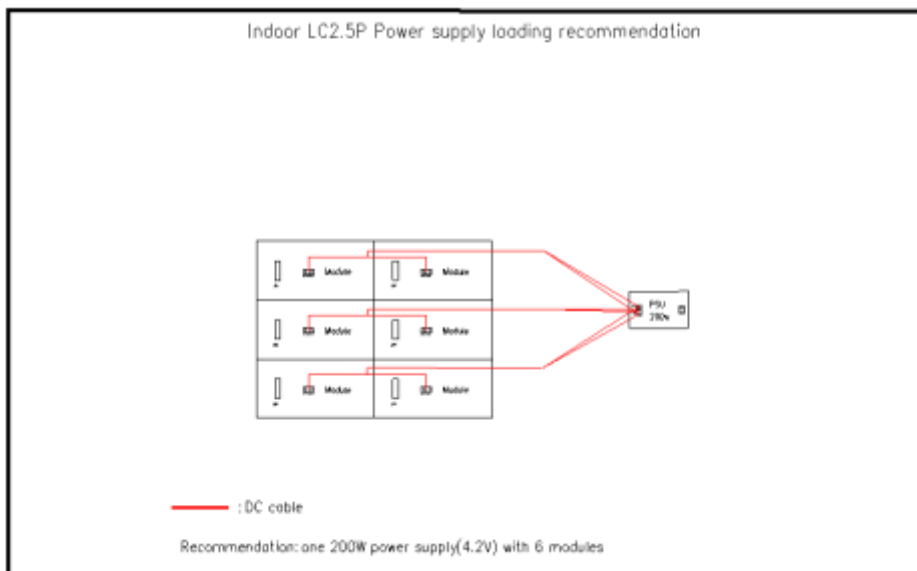 Indoor LC2.5P Power supply loading recommendation
Module Module
PSU
200w
Module Module
Module Module
: DC cable
Recommendation: one 200W power supply(4.2V) with 6 modules